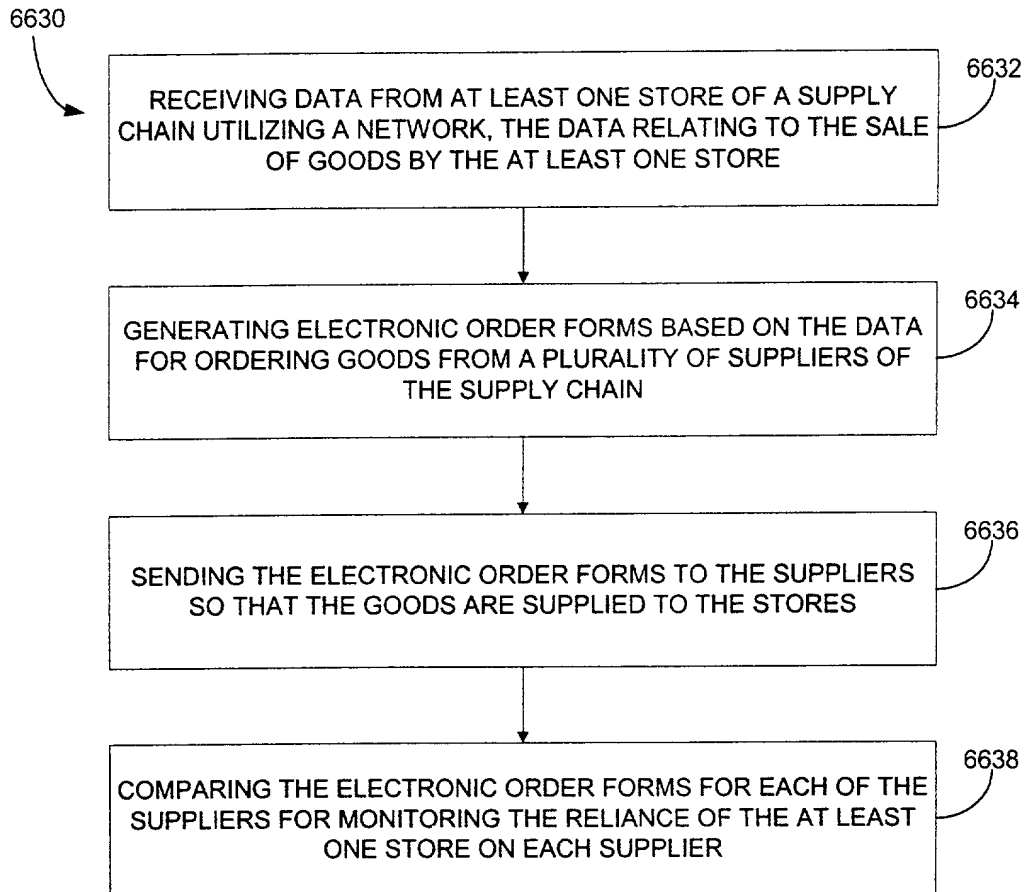 6630
6632
RECEIVING DATA FROM AT LEAST ONE STORE OF A SUPPLY
CHAIN UTILIZING A NETWORK, THE DATA RELATING TO THE SALE
OF GOODS BY THE AT LEAST ONE STORE
6634
GENERATING ELECTRONIC ORDER FORMS BASED ON THE DATA
FOR ORDERING GOODS FROM A PLURALITY OF SUPPLIERS OF
THE SUPPLY CHAIN
6636
SENDING THE ELECTRONIC ORDER FORMS TO THE SUPPLIERS
SO THAT THE GOODS ARE SUPPLIED TO THE STORES
6638
COMPARING THE ELECTRONIC ORDER FORMS FOR EACH OF THE
SUPPLIERS FOR MONITORING THE RELIANCE OF THE AT LEAST
ONE STORE ON EACH SUPPLIER